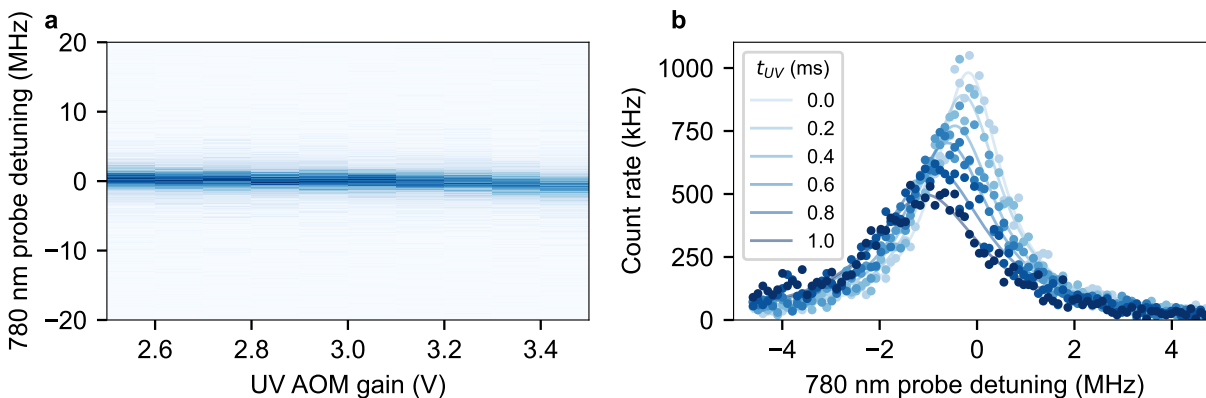 a
780 nm probe detuning (MHz)
20
10
0
−10
−20
2.6 2.8 3.0 3.2 3.4
UV AOM gain (V)
b
Count rate (kHz)
1000
750
500
250
0
t_UV (ms)
0.0
0.2
0.4
0.6
0.8
1.0
−4 −2 0 2 4
780 nm probe detuning (MHz)